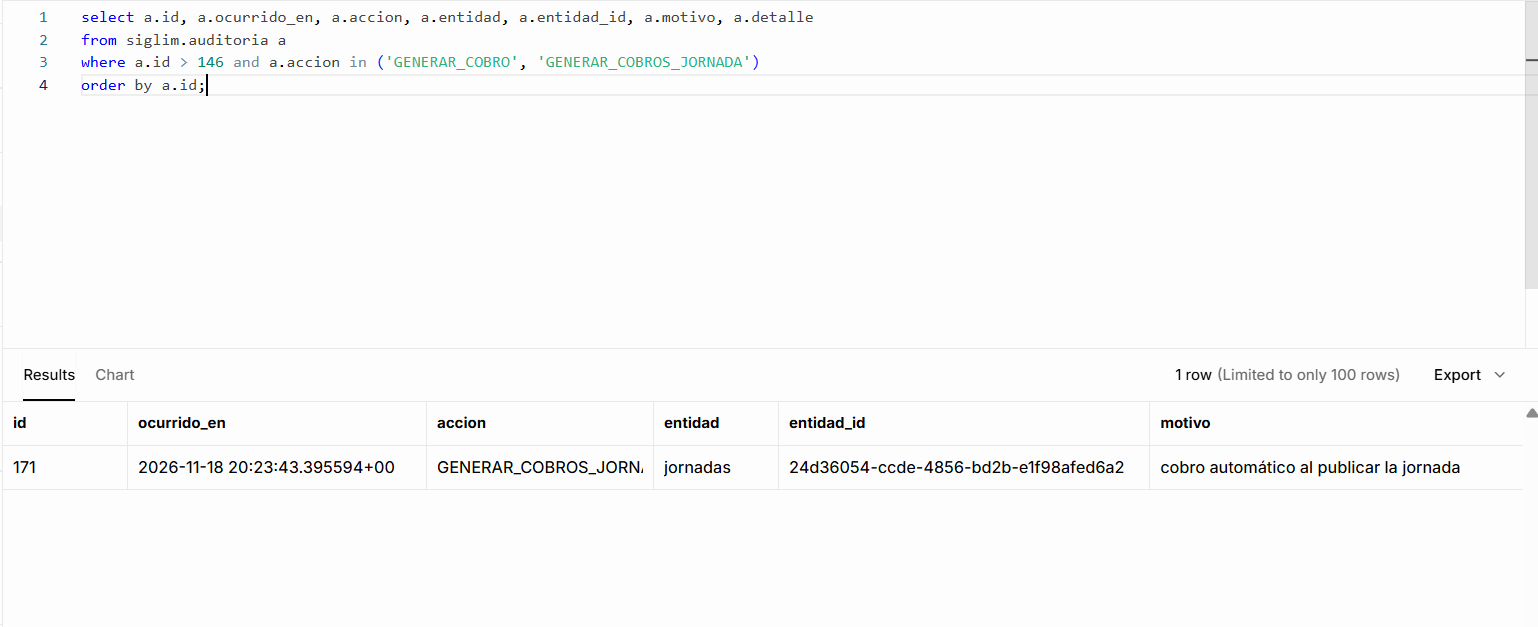 1 select a.id, a.ocurrido_en, a.accion, a.entidad, a.entidad_id, a.motivo, a.detalle
2 from siglim.auditoria a
3 where a.id > 146 and a.accion in ('GENERAR_COBRO', 'GENERAR_COBROS_JORNADA')
4 order by a.id;
Results Chart 1 row (Limited to only 100 rows) Export
id ocurrido_en accion entidad entidad_id motivo
171 2026-11-18 20:23:43.395594+00 GENERAR_COBROS_JORN jornadas 24d36054-ccde-4856-bd2b-e1f98afed6a2 cobro automático al publicar la jornada